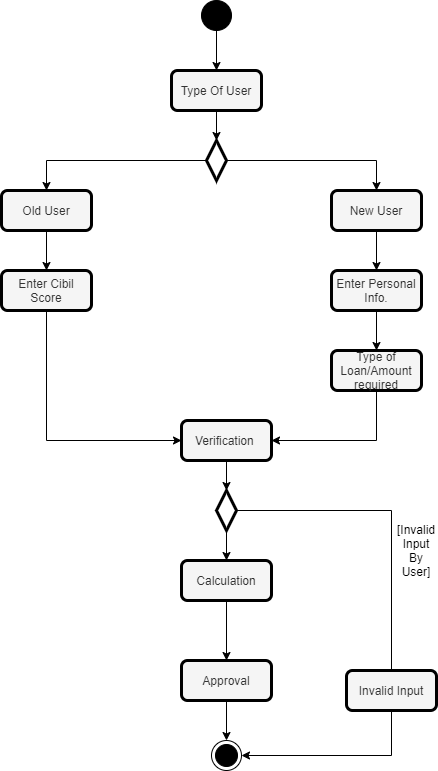 Type Of User
Old User
New User
Enter Cibil
Score
Enter Personal
Info.
Type of
Loan/Amount
required
Verification
[Invalid
Input
By
User]
Calculation
Approval
Invalid Input